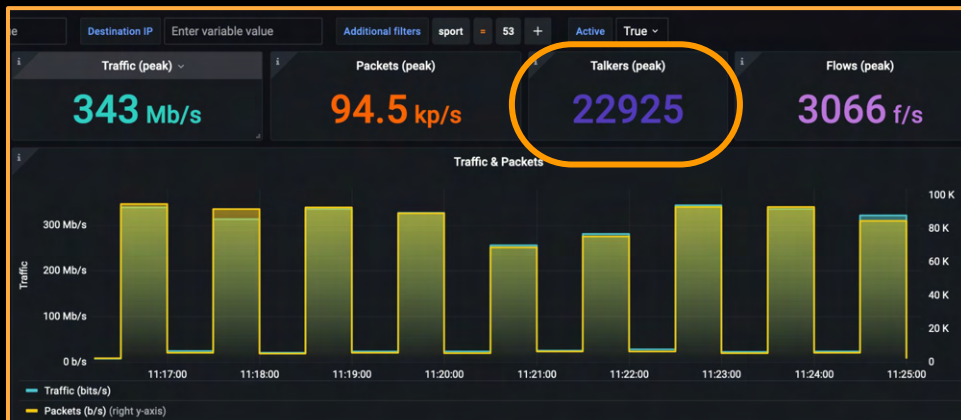 e Destination IP Enter variable value Additional filters sport = 53 + Active True
i Traffic (peak) i Packets (peak) i Talkers (peak) i Flows (peak)
343 Mb/s 94.5 kp/s 22925 3066 f/s
i Traffic & Packets
300 Mb/s 100 K
200 Mb/s 80 K
100 Mb/s 60 K
0 b/s 40 K
Traffic 20 K
0
11:17:00 11:18:00 11:19:00 11:20:00 11:21:00 11:22:00 11:23:00 11:24:00 11:25:00
Traffic (bits/s)
Packets (b/s) (right y-axis)